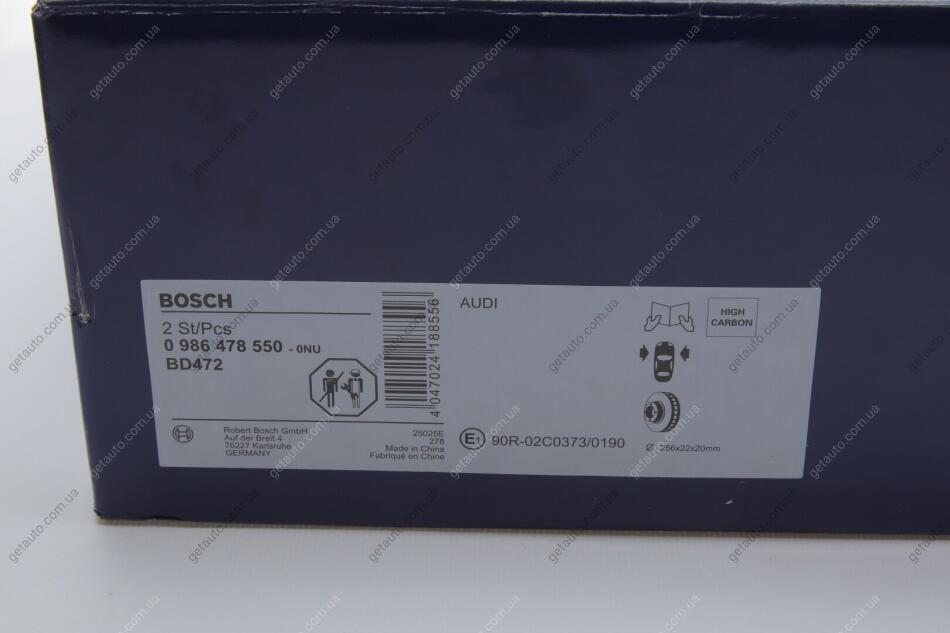 BOSCH
2 St/Pcs
0 986 478 550 - 0NU
BD472
Robert Bosch GmbH
Auf der Breit 4
76227 Karlsruhe
GERMANY
25025E
278
Made in China
Fabriqué en Chine
4 047024 188556
AUDI
HIGH
CARBON
E1 90R-02C0373/0190
Ø 256x22x20mm
getauto.com.ua